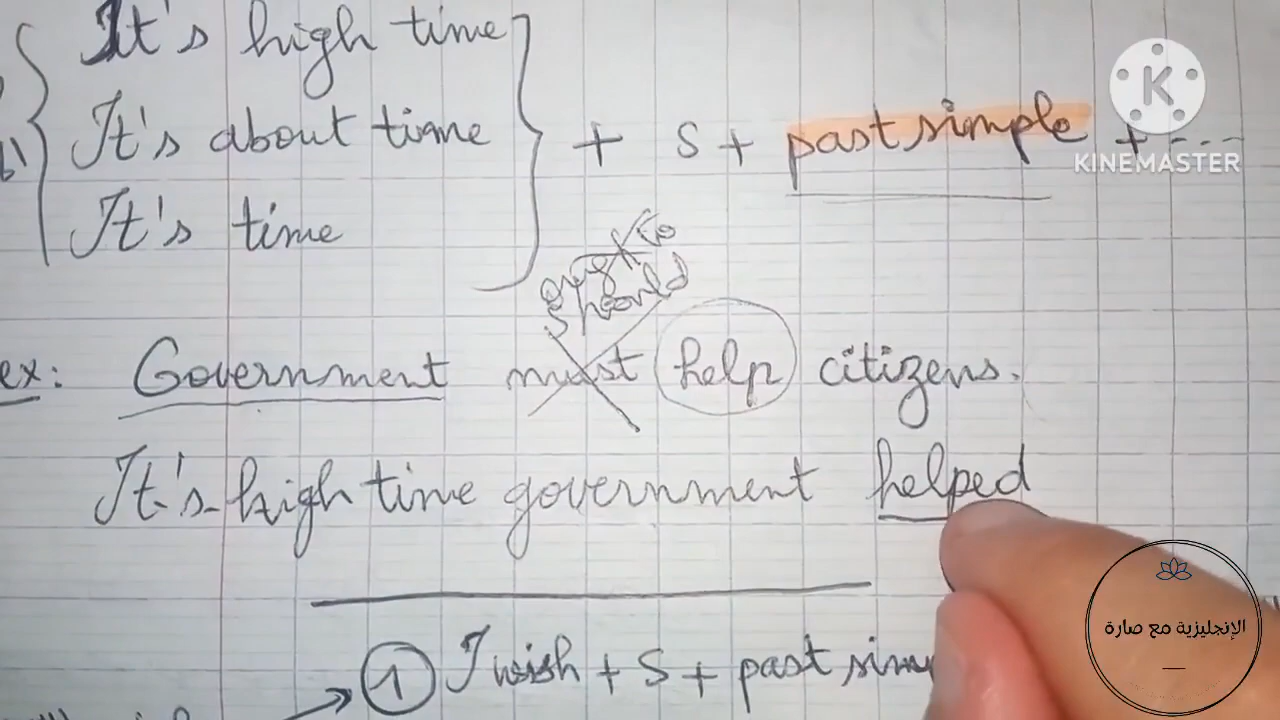 It's high time
It's about time + S + past simple + ...
It's time
KINEMASTER
ought to
should
ex: Government must help citizens.
It's high time government helped
① I wish + S + past
الإنجليزية مع صارة